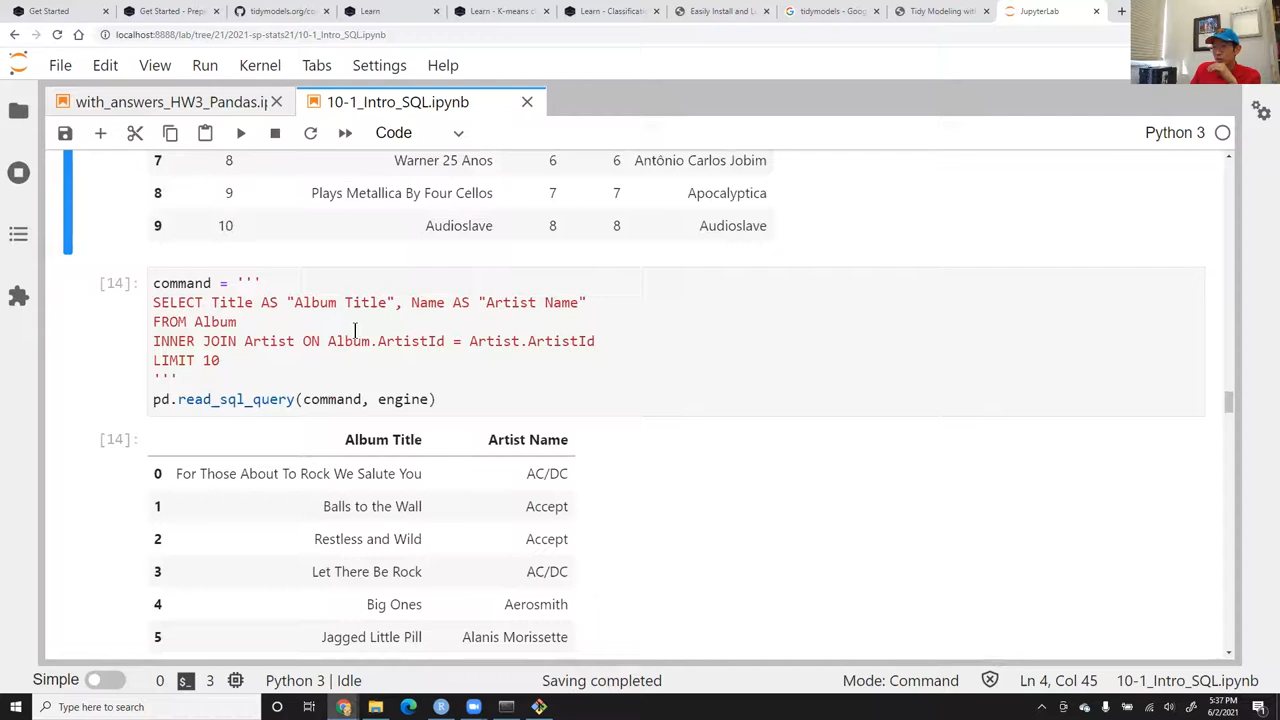 Get Started
Get Started - Prep
tidymodels.org/co
Learn
Learn - K-means c
Learn - Classificat
Easily Install and L
tidymodels - Goog
Tidy Modeling with
JupyterLab
localhost:8888/lab/tree/21/2021-sp-stats21/10-1_Intro_SQL.ipynb
File Edit View Run Kernel Tabs Settings Help
with_answers_HW3_Pandas.i
10-1_Intro_SQL.ipynb
Code
Python 3
7 8 Warner 25 Anos 6 6 Antônio Carlos Jobim
8 9 Plays Metallica By Four Cellos 7 7 Apocalyptica
9 10 Audioslave 8 8 Audioslave
[14]:
command = '''
SELECT Title AS "Album Title", Name AS "Artist Name"
FROM Album
INNER JOIN Artist ON Album.ArtistId = Artist.ArtistId
LIMIT 10
'''
pd.read_sql_query(command, engine)
[14]:
Album Title Artist Name
0 For Those About To Rock We Salute You AC/DC
1 Balls to the Wall Accept
2 Restless and Wild Accept
3 Let There Be Rock AC/DC
4 Big Ones Aerosmith
5 Jagged Little Pill Alanis Morissette
Simple 0 $_ 3 Python 3 | Idle Saving completed Mode: Command Ln 4, Col 45 10-1_Intro_SQL.ipynb
Type here to search
5:37 PM
6/2/2021